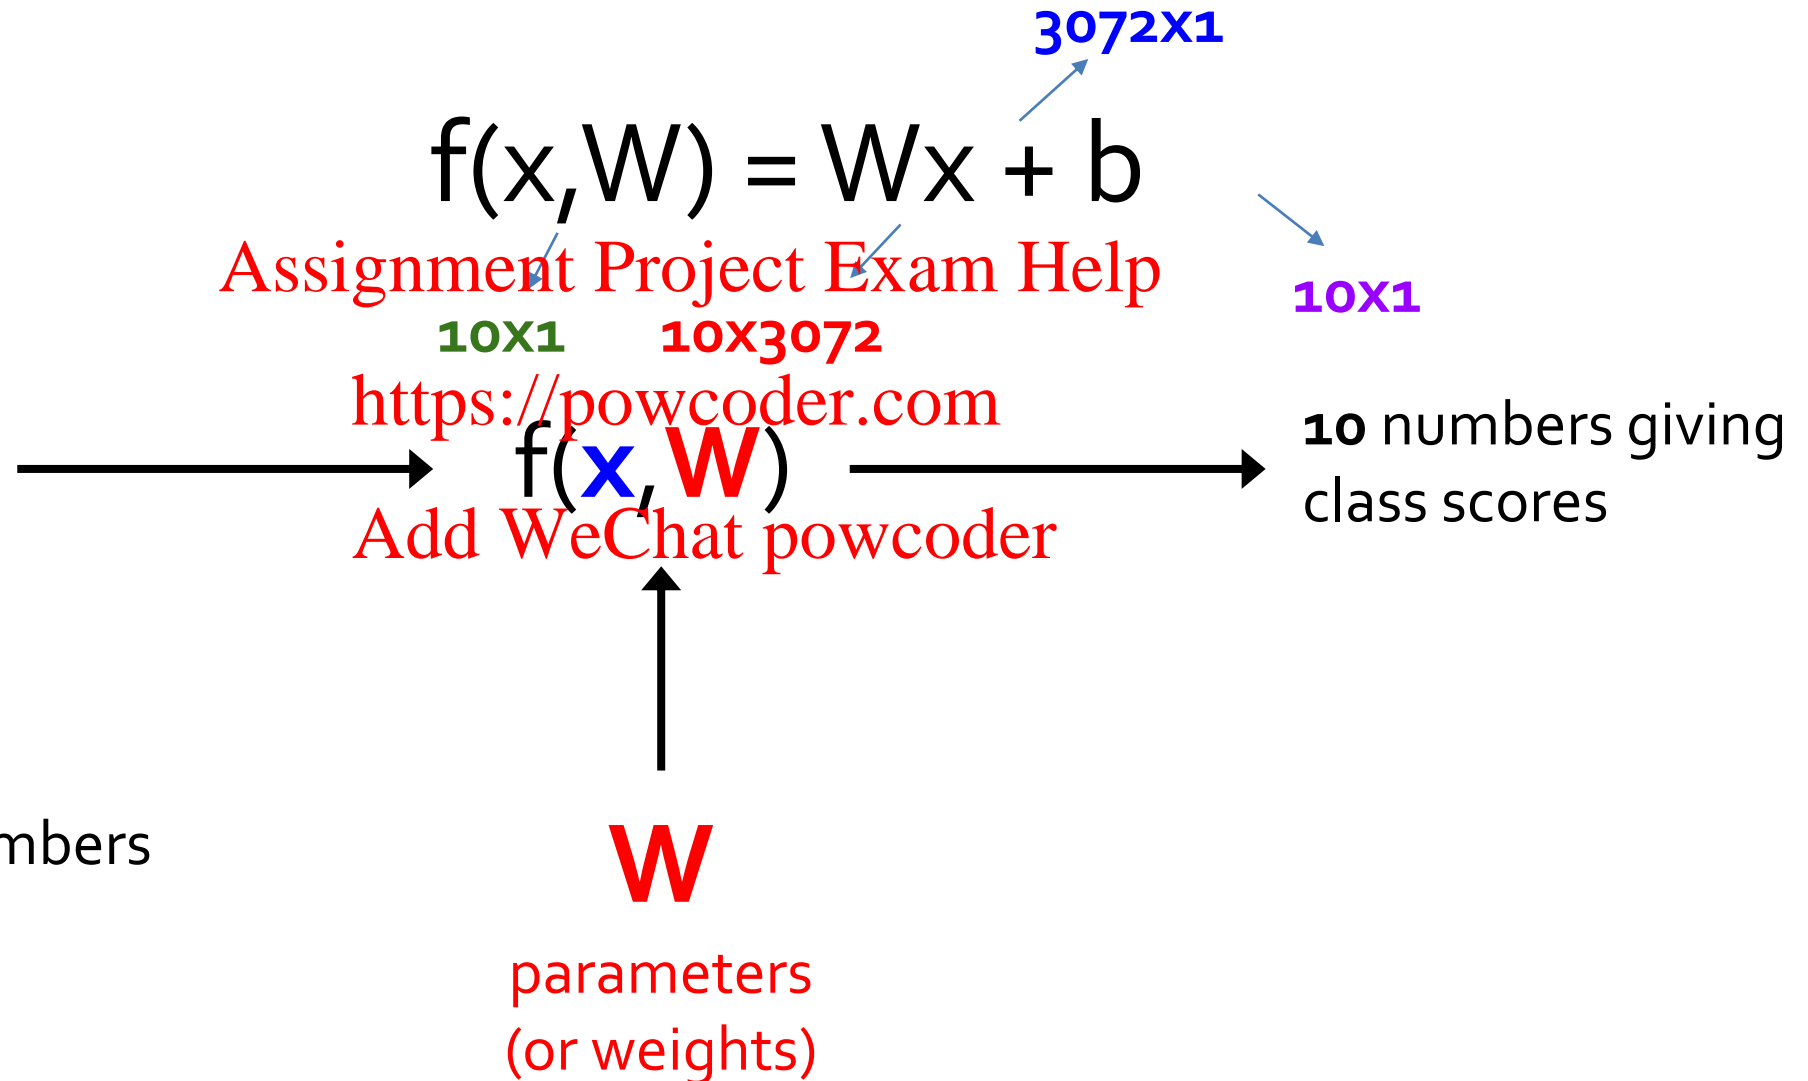 3072x1
f(x,W) = Wx + b
Assignment Project Exam Help
10x1
10x1 10x3072
https://powcoder.com
10 numbers giving
f(x,W)
class scores
Add WeChat powcoder
mbers
W
parameters
(or weights)